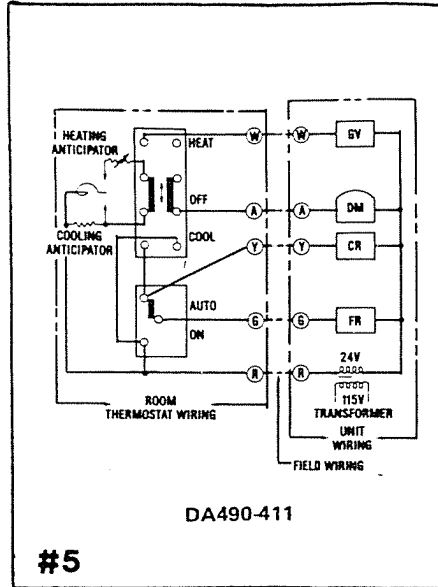 HEATING
ANTICIPATOR
HEAT
OFF
COOLING
ANTICIPATOR
COOL
AUTO
ON
W W GV
A A DM
Y Y CR
G G FR
R R
24V
115V
TRANSFORMER
ROOM
THERMOSTAT WIRING
UNIT
WIRING
FIELD WIRING
DA490-411
#5